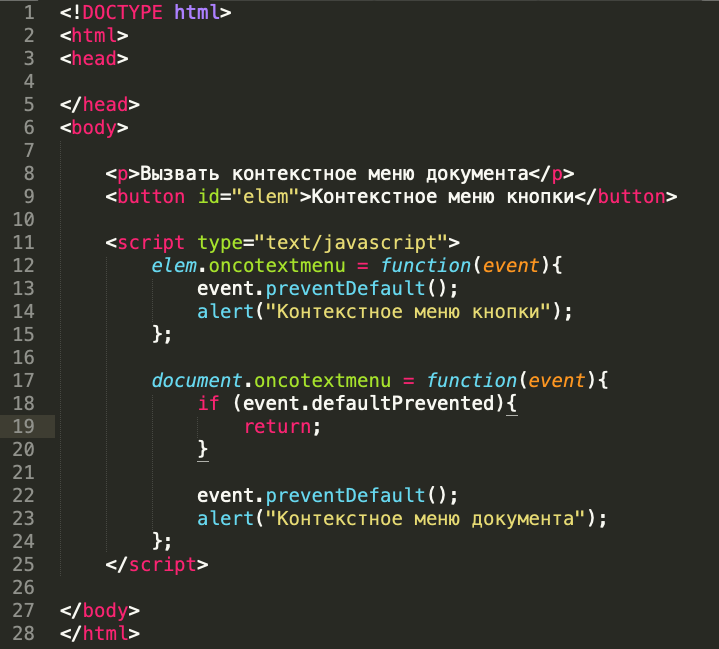 1 <!DOCTYPE html>
2 <html>
3 <head>
4
5 </head>
6 <body>
7
8 <p>Вызвать контекстное меню документа</p>
9 <button id="elem">Контекстное меню кнопки</button>
10
11 <script type="text/javascript">
12 elem.oncotextmenu = function(event){
13 event.preventDefault();
14 alert("Контекстное меню кнопки");
15 };
16
17 document.oncotextmenu = function(event){
18 if (event.defaultPrevented){
19 return;
20 }
21
22 event.preventDefault();
23 alert("Контекстное меню документа");
24 };
25 </script>
26
27 </body>
28 </html>